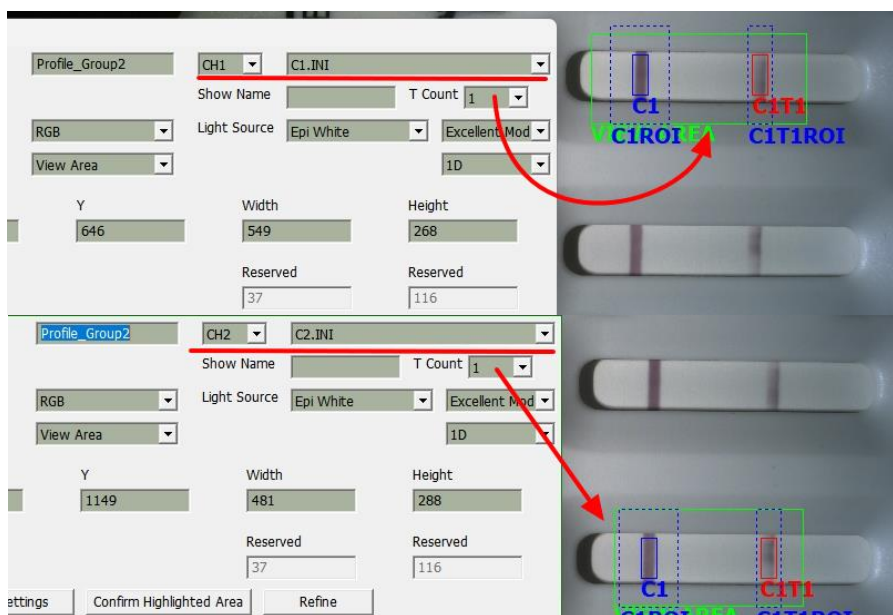 Profile_Group2 CH1 C1.INI
Show Name T Count 1
RGB Light Source Epi White Excellent Mod
View Area 1D
Y Width Height
646 549 268
Reserved Reserved
37 116
C1 C1T1
C1ROI C1T1ROI
Profile_Group2 CH2 C2.INI
Show Name T Count 1
RGB Light Source Epi White Excellent Mod
View Area 1D
Y Width Height
1149 481 288
Reserved Reserved
37 116
ettings Confirm Highlighted Area Refine
C1 C1T1
C1ROI C1T1ROI